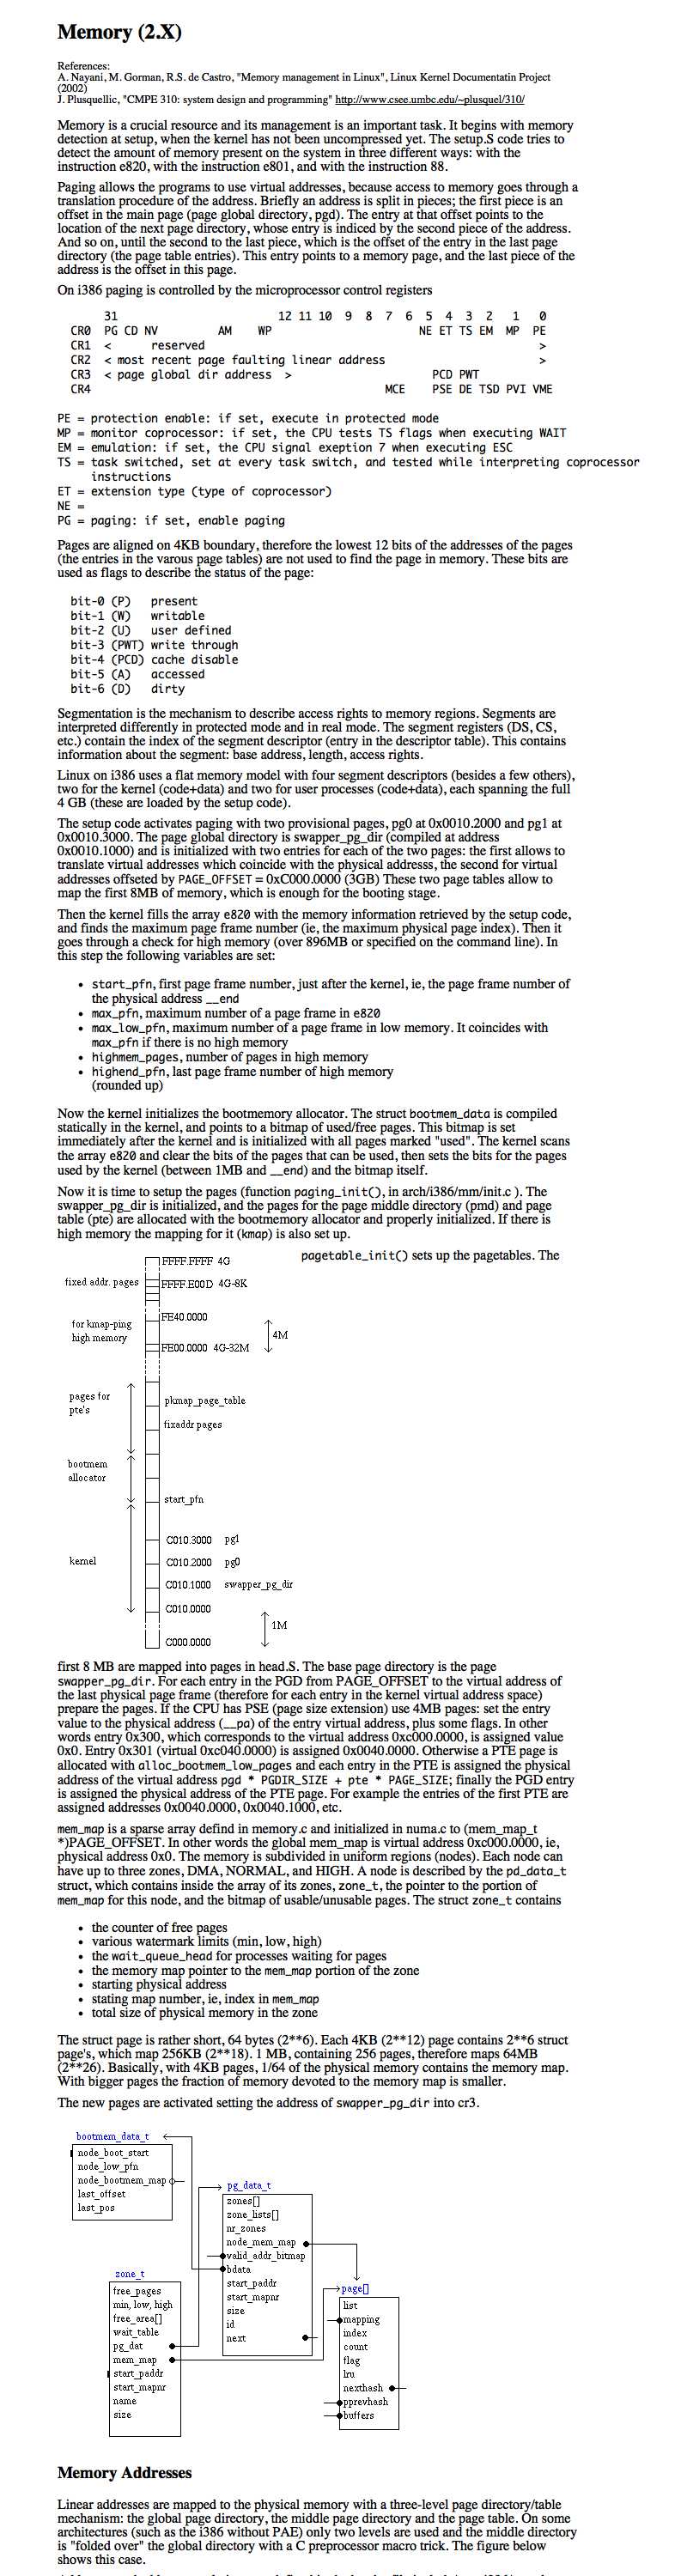 Memory (2.X)
References:
A. Nayani, M. Gorman, R.S. de Castro, "Memory management in Linux", Linux Kernel Documentatin Project
(2002)
J. Plusquellic, "CMPE 310: system design and programming" http://www.csee.umbc.edu/~plusquel/310/
Memory is a crucial resource and its management is an important task. It begins with memory
detection at setup, when the kernel has not been uncompressed yet. The setup.S code tries to
detect the amount of memory present on the system in three different ways: with the
instruction e820, with the instruction e801, and with the instruction 88.
Paging allows the programs to use virtual addresses, because access to memory goes through a
translation procedure of the address. Briefly an address is split in pieces; the first piece is an
offset in the main page (page global directory, pgd). The entry at that offset points to the
location of the next page directory, whose entry is indiced by the second piece of the address.
And so on, until the second to the last piece, which is the offset of the entry in the last page
directory (the page table entries). This entry points to a memory page, and the last piece of the
address is the offset in this page.
On i386 paging is controlled by the microprocessor control registers
31 12 11 10 9 8 7 6 5 4 3 2 1 0
CR0 PG CD NV AM WP NE ET TS EM MP PE
CR1 < reserved >
CR2 < most recent page faulting linear address >
CR3 < page global dir address > PCD PWT
CR4 MCE PSE DE TSD PVI VME
PE = protection enable: if set, execute in protected mode
MP = monitor coprocessor: if set, the CPU tests TS flags when executing WAIT
EM = emulation: if set, the CPU signal exeption 7 when executing ESC
TS = task switched, set at every task switch, and tested while interpreting coprocessor
instructions
ET = extension type (type of coprocessor)
NE =
PG = paging: if set, enable paging
Pages are aligned on 4KB boundary, therefore the lowest 12 bits of the addresses of the pages
(the entries in the varous page tables) are not used to find the page in memory. These bits are
used as flags to describe the status of the page:
bit-0 (P) present
bit-1 (W) writable
bit-2 (U) user defined
bit-3 (PWT) write through
bit-4 (PCD) cache disable
bit-5 (A) accessed
bit-6 (D) dirty
Segmentation is the mechanism to describe access rights to memory regions. Segments are
interpreted differently in protected mode and in real mode. The segment registers (DS, CS,
etc.) contain the index of the segment descriptor (entry in the descriptor table). This contains
information about the segment: base address, length, access rights.
Linux on i386 uses a flat memory model with four segment descriptors (besides a few others),
two for the kernel (code+data) and two for user processes (code+data), each spanning the full
4 GB (these are loaded by the setup code).
The setup code activates paging with two provisional pages, pg0 at 0x0010.2000 and pg1 at
0x0010.3000. The page global directory is swapper_pg_dir (compiled at address
0x0010.1000) and is initialized with two entries for each of the two pages: the first allows to
translate virtual addresses which coincide with the physical addresss, the second for virtual
addresses offseted by PAGE_OFFSET = 0xC000.0000 (3GB) These two page tables allow to
map the first 8MB of memory, which is enough for the booting stage.
Then the kernel fills the array e820 with the memory information retrieved by the setup code,
and finds the maximum page frame number (ie, the maximum physical page index). Then it
goes through a check for high memory (over 896MB or specified on the command line). In
this step the following variables are set:
• start_pfn, first page frame number, just after the kernel, ie, the page frame number of
the physical address __end
• max_pfn, maximum number of a page frame in e820
• max_low_pfn, maximum number of a page frame in low memory. It coincides with
max_pfn if there is no high memory
• highmem_pages, number of pages in high memory
• highend_pfn, last page frame number of high memory
(rounded up)
Now the kernel initializes the bootmemory allocator. The struct bootmem_data is compiled
statically in the kernel, and points to a bitmap of used/free pages. This bitmap is set
immediately after the kernel and is initialized with all pages marked "used". The kernel scans
the array e820 and clear the bits of the pages that can be used, then sets the bits for the pages
used by the kernel (between 1MB and __end) and the bitmap itself.
Now it is time to setup the pages (function paging_init(), in arch/i386/mm/init.c ). The
swapper_pg_dir is initialized, and the pages for the page middle directory (pmd) and page
table (pte) are allocated with the bootmemory allocator and properly initialized. If there is
high memory the mapping for it (kmap) is also set up.
pagetable_init() sets up the pagetables. The
FFFF.FFFF 4G
fixed addr. pages FFFF.E00D 4G-8K
FE40.0000
for kmap-ping
high memory
4M
FE00.0000 4G-32M
pages for
pte's
pkmap_page_table
fixaddr pages
bootmem
allocator
start_pfn
C010.3000 pg1
kernel
C010.2000 pg0
C010.1000 swapper_pg_dir
C010.0000
1M
C000.0000
first 8 MB are mapped into pages in head.S. The base page directory is the page
swapper_pg_dir. For each entry in the PGD from PAGE_OFFSET to the virtual address of
the last physical page frame (therefore for each entry in the kernel virtual address space)
prepare the pages. If the CPU has PSE (page size extension) use 4MB pages: set the entry
value to the physical address (__pa) of the entry virtual address, plus some flags. In other
words entry 0x300, which corresponds to the virtual address 0xc000.0000, is assigned value
0x0. Entry 0x301 (virtual 0xc040.0000) is assigned 0x0040.0000. Otherwise a PTE page is
allocated with alloc_bootmem_low_pages and each entry in the PTE is assigned the physical
address of the virtual address pgd * PGDIR_SIZE + pte * PAGE_SIZE; finally the PGD entry
is assigned the physical address of the PTE page. For example the entries of the first PTE are
assigned addresses 0x0040.0000, 0x0040.1000, etc.
mem_map is a sparse array defind in memory.c and initialized in numa.c to (mem_map_t
*)PAGE_OFFSET. In other words the global mem_map is virtual address 0xc000.0000, ie,
physical address 0x0. The memory is subdivided in uniform regions (nodes). Each node can
have up to three zones, DMA, NORMAL, and HIGH. A node is described by the pd_data_t
struct, which contains inside the array of its zones, zone_t, the pointer to the portion of
mem_map for this node, and the bitmap of usable/unusable pages. The struct zone_t contains
• the counter of free pages
• various watermark limits (min, low, high)
• the wait_queue_head for processes waiting for pages
• the memory map pointer to the mem_map portion of the zone
• starting physical address
• stating map number, ie, index in mem_map
• total size of physical memory in the zone
The struct page is rather short, 64 bytes (2**6). Each 4KB (2**12) page contains 2**6 struct
page's, which map 256KB (2**18). 1 MB, containing 256 pages, therefore maps 64MB
(2**26). Basically, with 4KB pages, 1/64 of the physical memory contains the memory map.
With bigger pages the fraction of memory devoted to the memory map is smaller.
The new pages are activated setting the address of swapper_pg_dir into cr3.
bootmem_data_t
node_boot_start
node_low_pfn
node_bootmem_map
last_offset
last_pos
pg_data_t
zones[]
zone_lists[]
nr_zones
node_mem_map
valid_addr_bitmap
bdata
start_paddr
start_mapnr
size
id
next
zone_t
free_pages
min, low, high
free_area[]
wait_table
pg_dat
mem_map
start_paddr
start_mapnr
name
size
page[]
list
mapping
index
count
flag
lru
nexthash
pprevhash
buffers
Memory Addresses
Linear addresses are mapped to the physical memory with a three-level page directory/table
mechanism: the global page directory, the middle page directory and the page table. On some
architectures (such as the i386 without PAE) only two levels are used and the middle directory
is "folded over" the global directory with a C preprocessor macro trick. The figure below
shows this case.